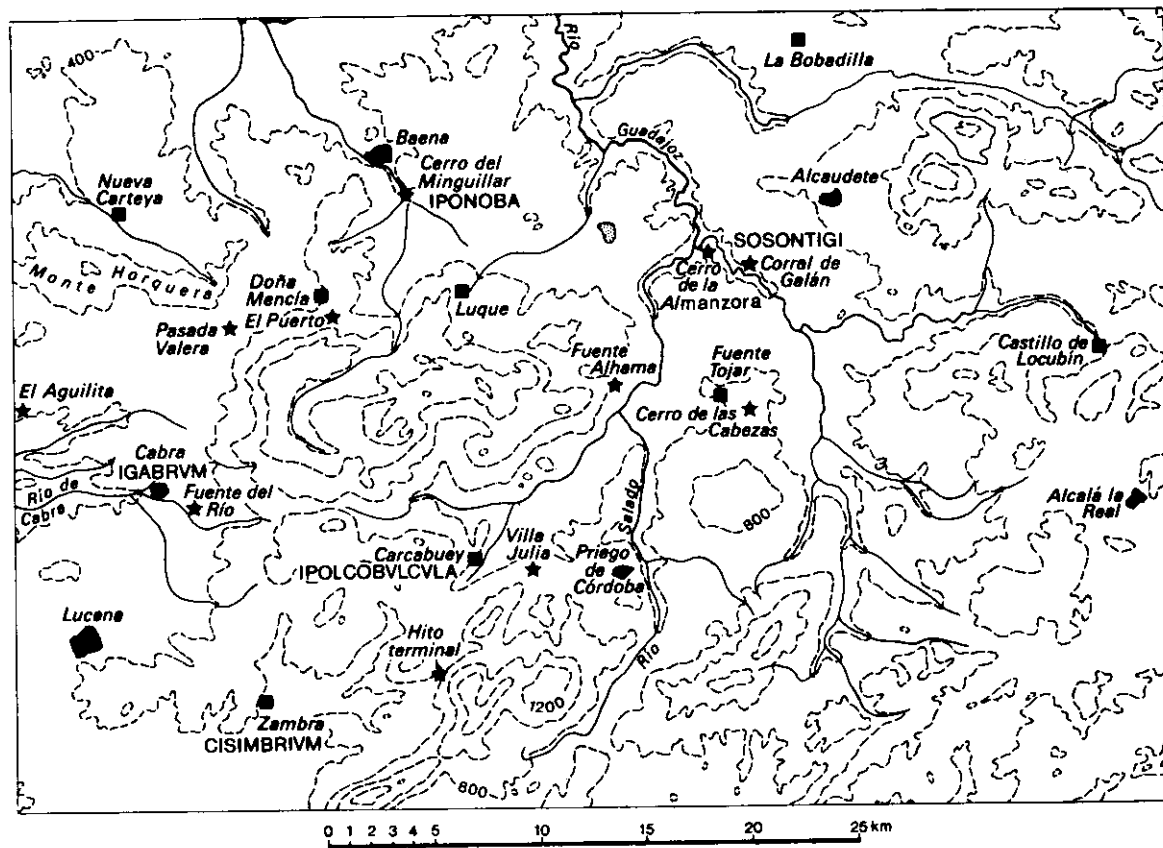 400
Río
La Bobadilla
Baena
Cerro del
Minguillar
IPONOBA
Guadajoz
Alcaudete
Nueva
Carteya
SOSONTIGI
Corral de
Galán
Cerro
de la
Almanzora
Monte Horquera
Doña
Mencía
El Púerto
Pasada
Valera
Luque
Castillo de
Locubín
Fuente
Alhama
Fuente
Tojar
Cerro de las
Cabezas
El Aguilita
Cabra
IGABRVM
Río de
Cabra
Fuente del
Río
Salado
800
Alcalá la
Real
Carcabuey
IPOLCOBVLCVLA
Villa
Julia
Priego
de
Córdoba
Lucena
Hito
terminal
Río
1200
Zambra
CISIMBRIVM
800
0 1 2 3 4 5 10 15 20 25 km